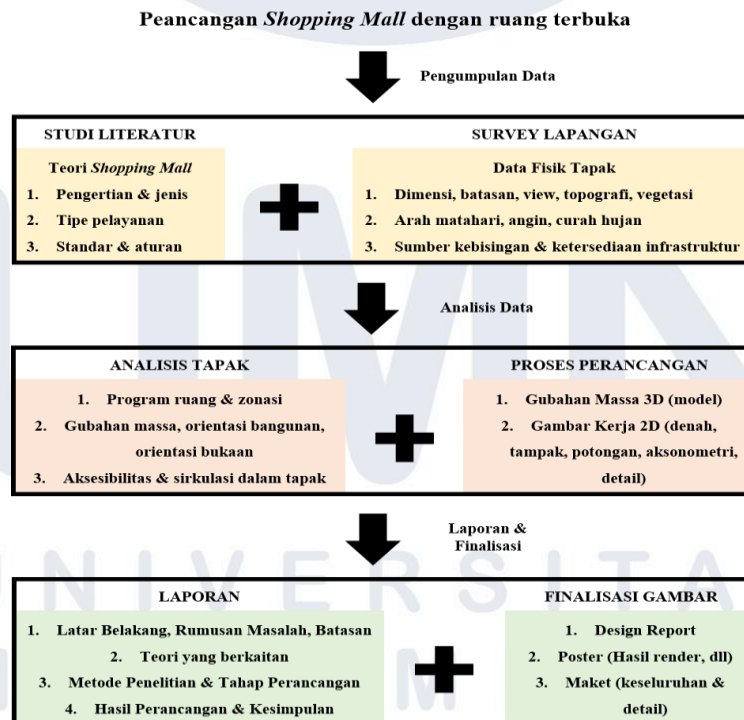 Peancangan Shopping Mall dengan ruang terbuka
Pengumpulan Data
STUDI LITERATUR
Teori Shopping Mall
1. Pengertian & jenis
2. Tipe pelayanan
3. Standar & aturan
SURVEY LAPANGAN
Data Fisik Tapak
1. Dimensi, batasan, view, topografi, vegetasi
2. Arah matahari, angin, curah hujan
3. Sumber kebisingan & ketersediaan infrastruktur
Analisis Data
ANALISIS TAPAK
1. Program ruang & zonasi
2. Gubahan massa, orientasi bangunan,
orientasi bukaan
3. Aksesibilitas & sirkulasi dalam tapak
PROSES PERANCANGAN
1. Gubahan Massa 3D (model)
2. Gambar Kerja 2D (denah,
tampak, potongan, aksonometri,
detail)
Laporan &
Finalisasi
LAPORAN
1. Latar Belakang, Rumusan Masalah, Batasan
2. Teori yang berkaitan
3. Metode Penelitian & Tahap Perancangan
4. Hasil Perancangan & Kesimpulan
FINALISASI GAMBAR
1. Design Report
2. Poster (Hasil render, dll)
3. Maket (keseluruhan &
detail)
UNIVERSITA